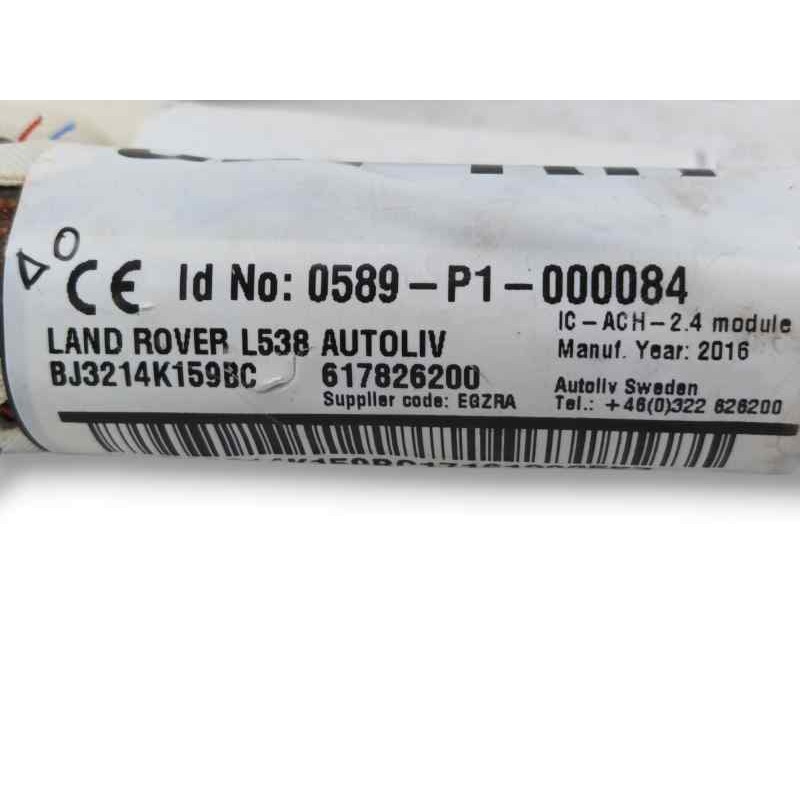 CE Id No: 0589-P1-000084
LAND ROVER L538 AUTOLIV
IC-ACH-2.4 module
Manuf. Year: 2016
BJ3214K159BC 617826200
Supplier code: EGZRA
Autoliv Sweden
Tel.: +46(0)322 626200